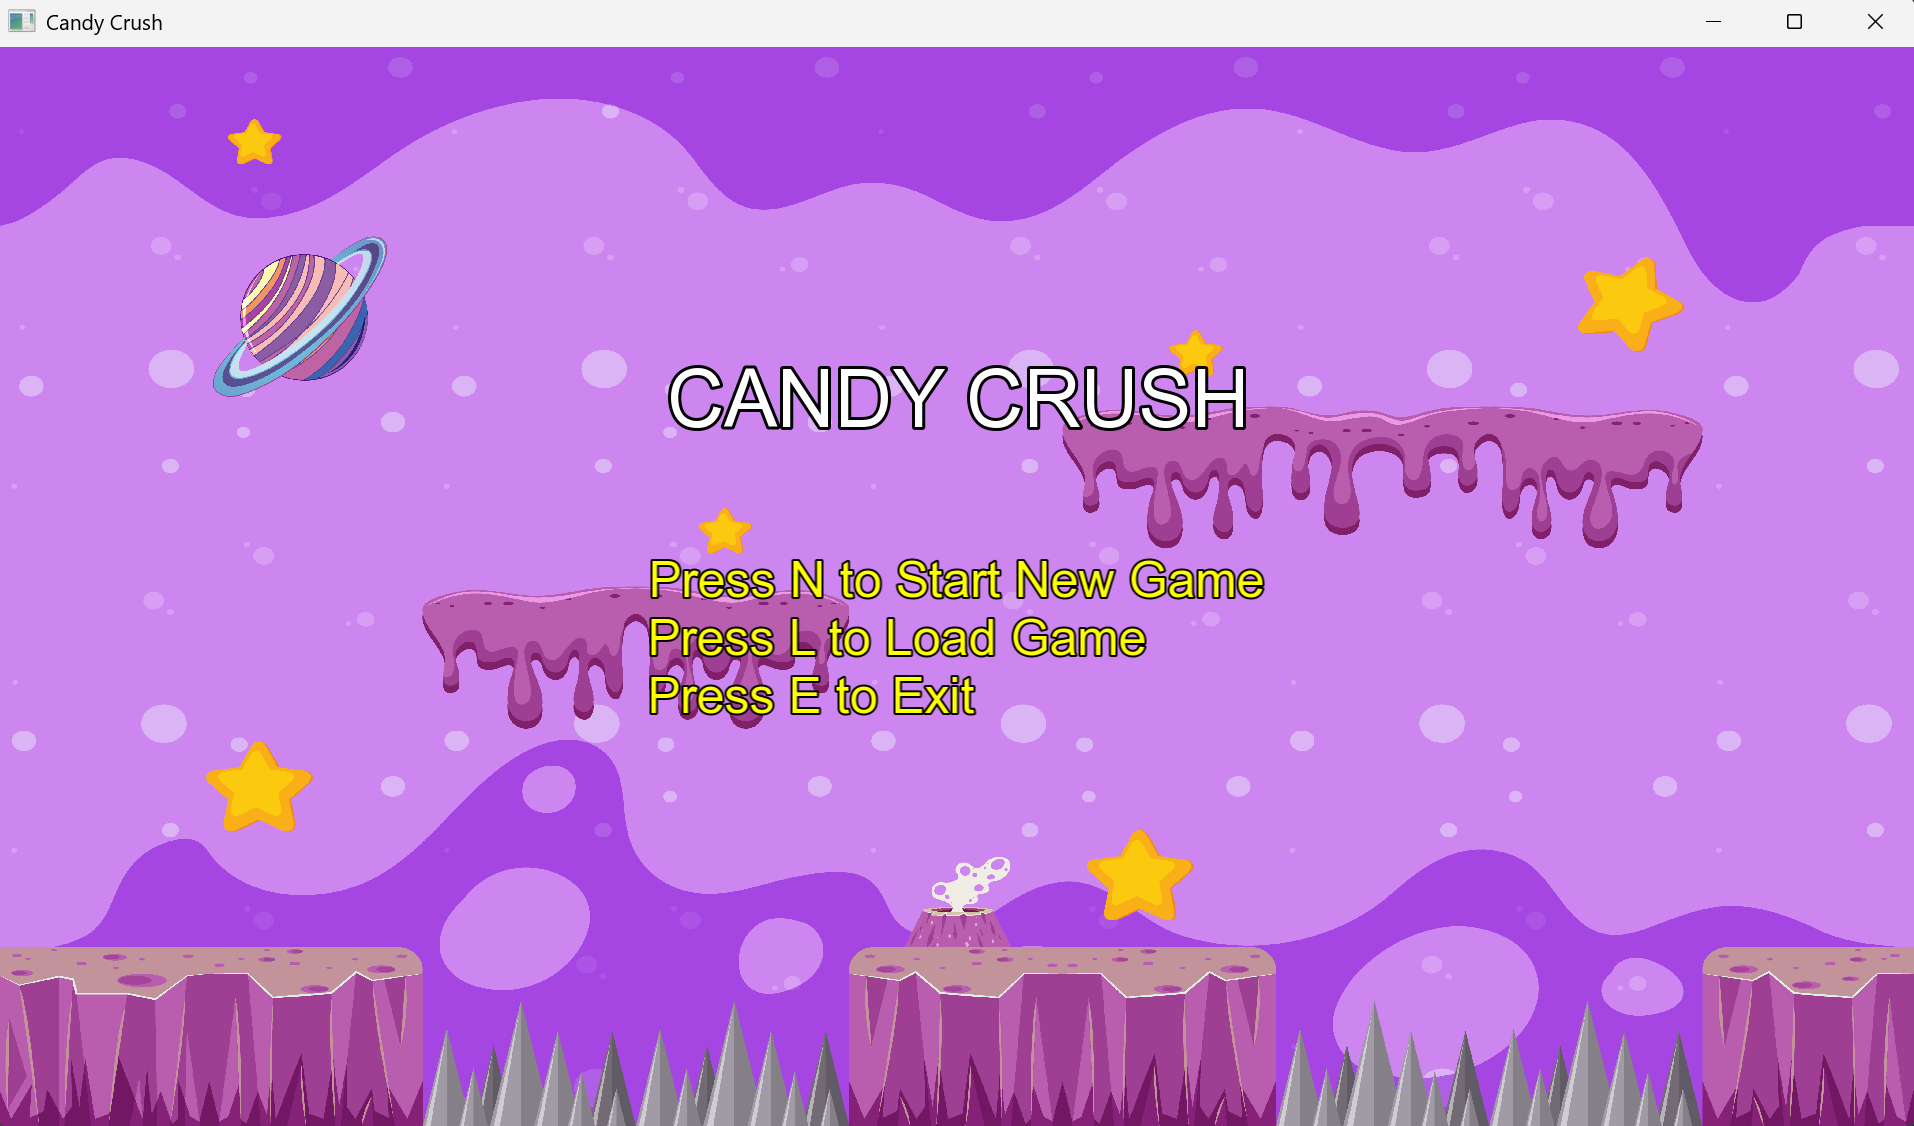 Candy Crush
CANDY CRUSH
Press N to Start New Game
Press L to Load Game
Press E to Exit